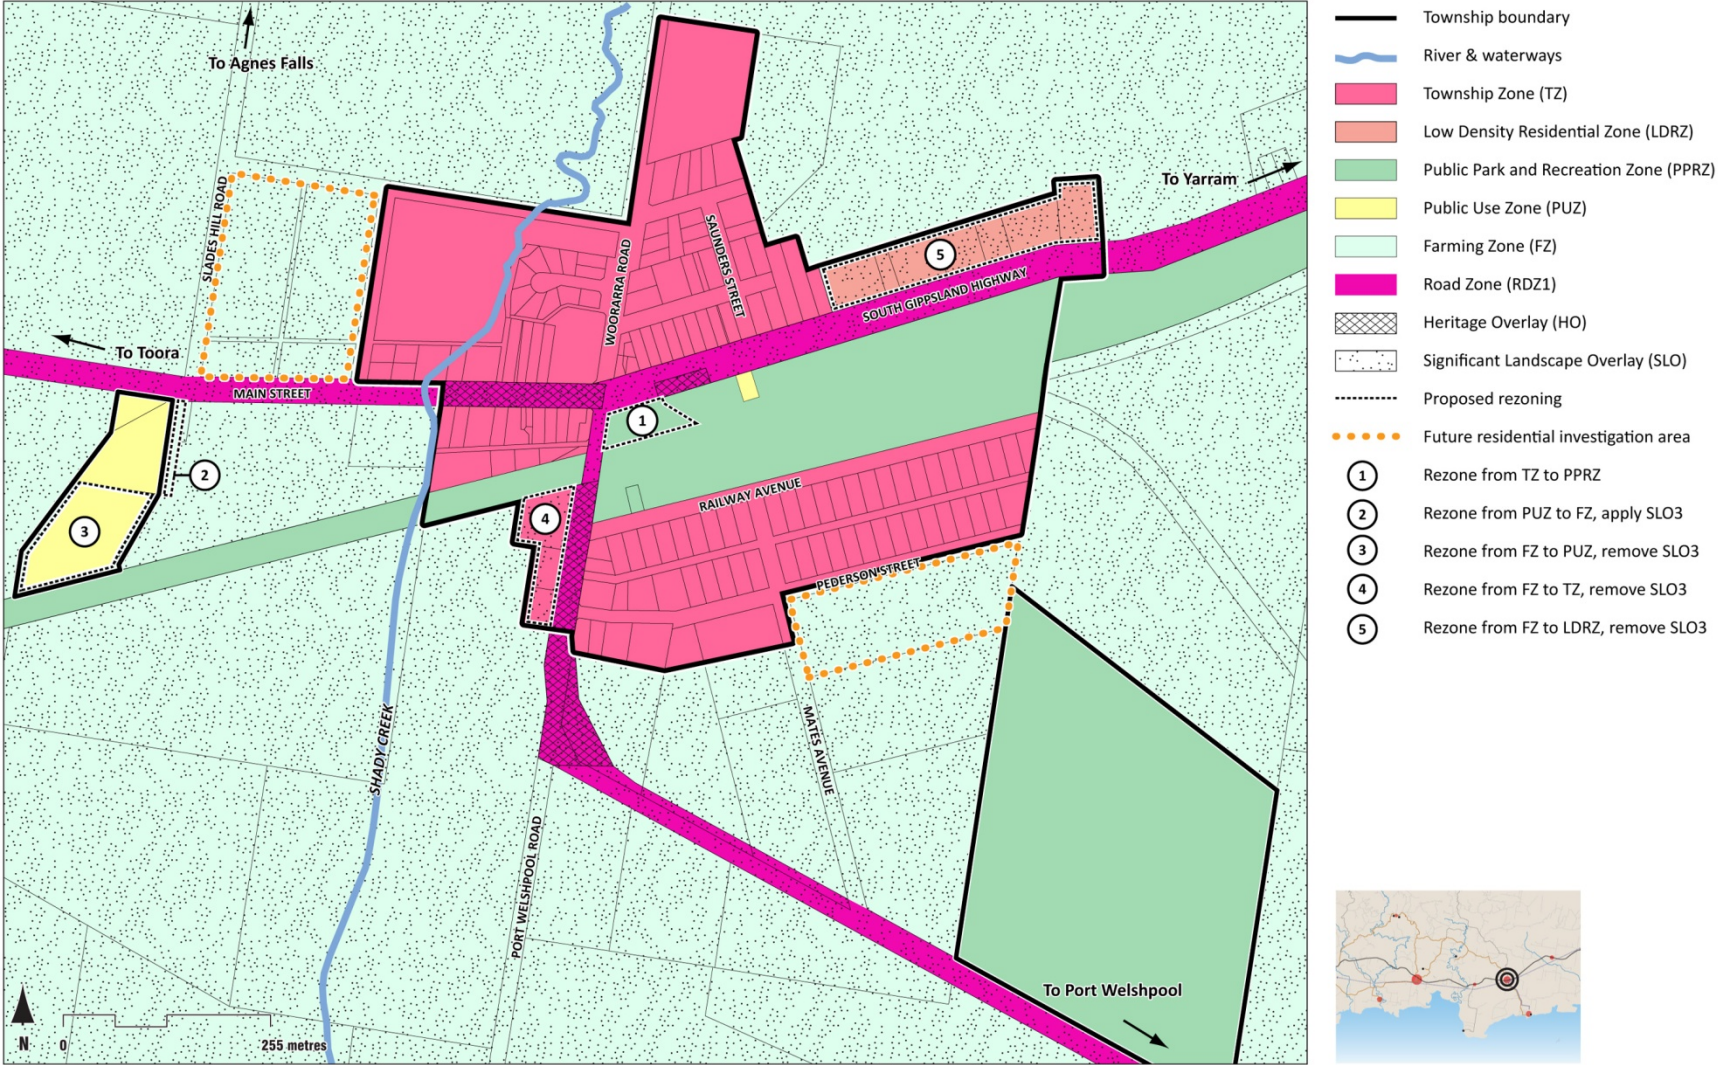 To Agnes Falls
To Yarram
SLADES HILL ROAD
WOORARRA ROAD
SAUNDERS STREET
5
SOUTH GIPPSLAND HIGHWAY
To Toora
MAIN STREET
1
2
3
4
RAILWAY AVENUE
PEDERSON STREET
SHADY CREEK
MATES AVENUE
PORT WELSHPOOL ROAD
To Port Welshpool
N
0
255 metres
Township boundary
River & waterways
Township Zone (TZ)
Low Density Residential Zone (LDRZ)
Public Park and Recreation Zone (PPRZ)
Public Use Zone (PUZ)
Farming Zone (FZ)
Road Zone (RDZ1)
Heritage Overlay (HO)
Significant Landscape Overlay (SLO)
Proposed rezoning
Future residential investigation area
1 Rezone from TZ to PPRZ
2 Rezone from PUZ to FZ, apply SLO3
3 Rezone from FZ to PUZ, remove SLO3
4 Rezone from FZ to TZ, remove SLO3
5 Rezone from FZ to LDRZ, remove SLO3